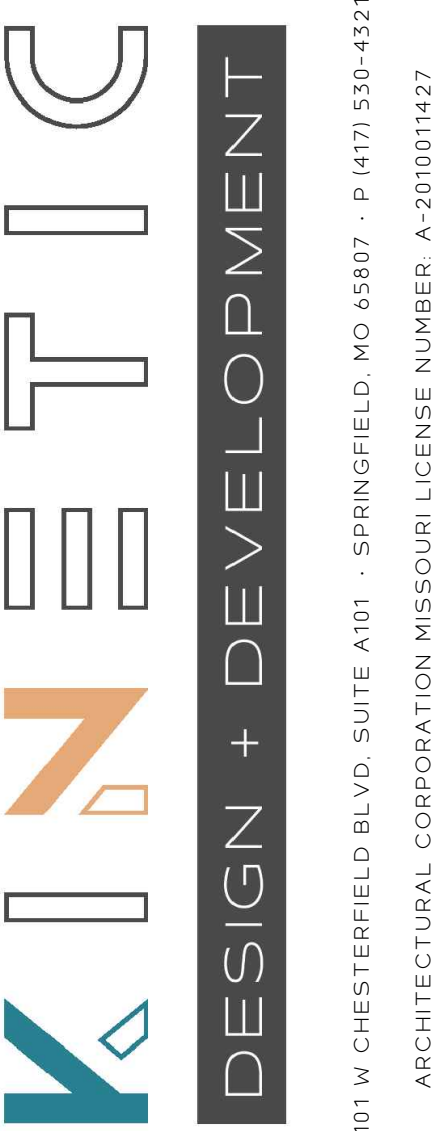 KINETIC
DESIGN + DEVELOPMENT
101 W CHESTERFIELD BLVD, SUITE A101 · SPRINGFIELD, MO 65807 · P (417) 530-4321
ARCHITECTURAL CORPORATION MISSOURI LICENSE NUMBER: A-2010011427